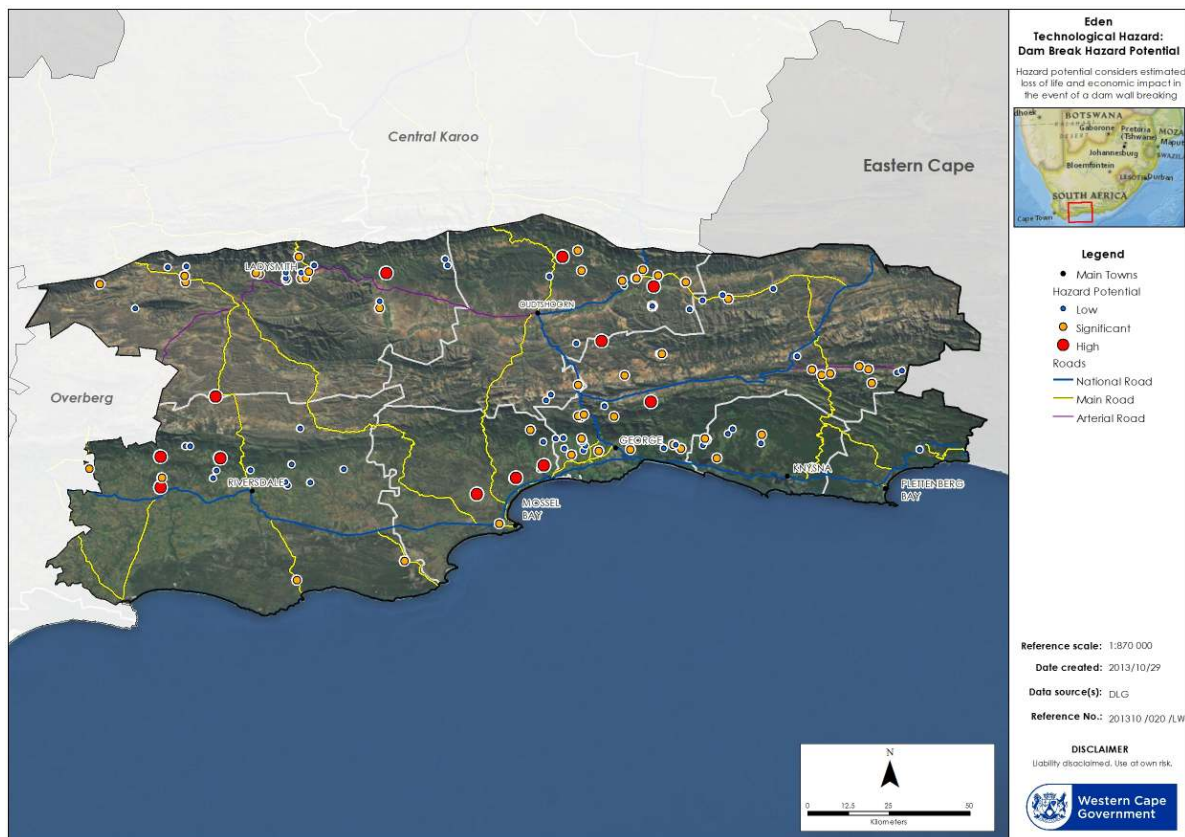 Eden
Technological Hazard:
Dam Break Hazard Potential
Hazard potential considers estimated
loss of life and economic impact in
the event of a dam wall breaking
BOTSWANA
Gaborone
Pretoria
(Tshwane)
MOZA
Maput
Johannesburg
SWAZIL
Bloemfontein
LESOTHO
Durban
SOUTH AFRICA
Cape Town
Legend
Main Towns
Hazard Potential
Low
Significant
High
Roads
National Road
Main Road
Arterial Road
Central Karoo
Eastern Cape
LADYSMITH
OUDTSHOORN
Overberg
GEORGE
RIVERSDALE
KNYSNA
PLETTENBERG
BAY
MOSSEL
BAY
Reference scale: 1:870 000
Date created: 2013/10/29
Data source(s): DLG
Reference No.: 201310 /020 /LW
DISCLAIMER
Liability disclaimed. Use at own risk.
N
0 12.5 25 50
Kilometers
Western Cape
Government